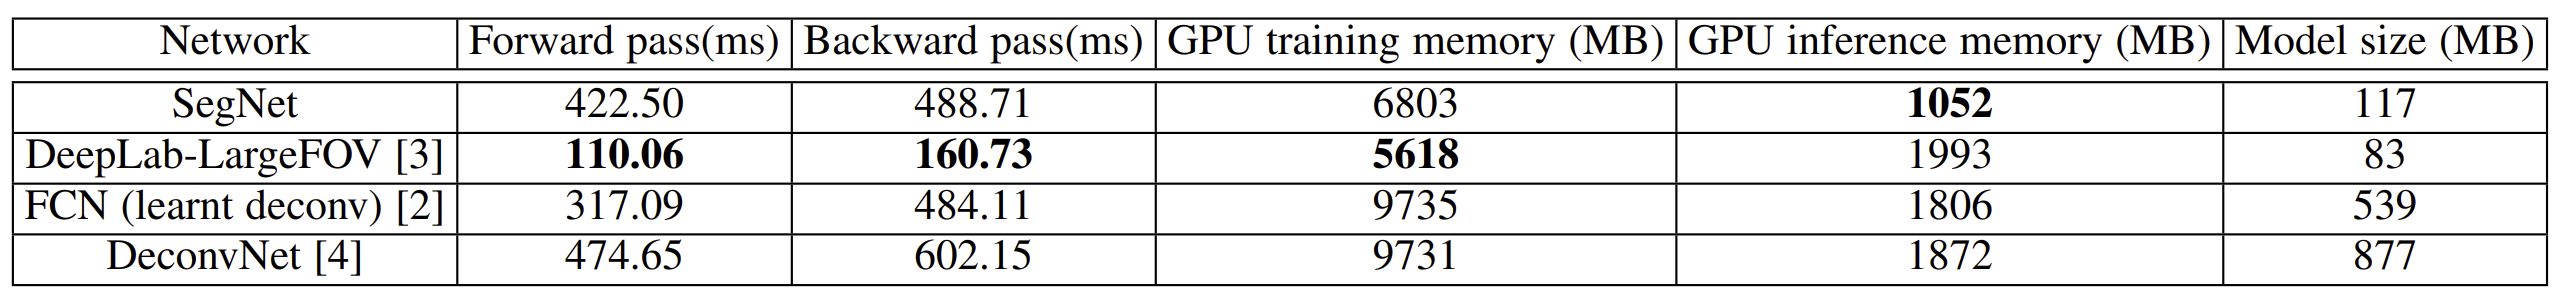 Network Forward pass(ms) Backward pass(ms) GPU training memory (MB) GPU inference memory (MB) Model size (MB)
SegNet 422.50 488.71 6803 1052 117
DeepLab-LargeFOV [3] 110.06 160.73 5618 1993 83
FCN (learnt deconv) [2] 317.09 484.11 9735 1806 539
DeconvNet [4] 474.65 602.15 9731 1872 877